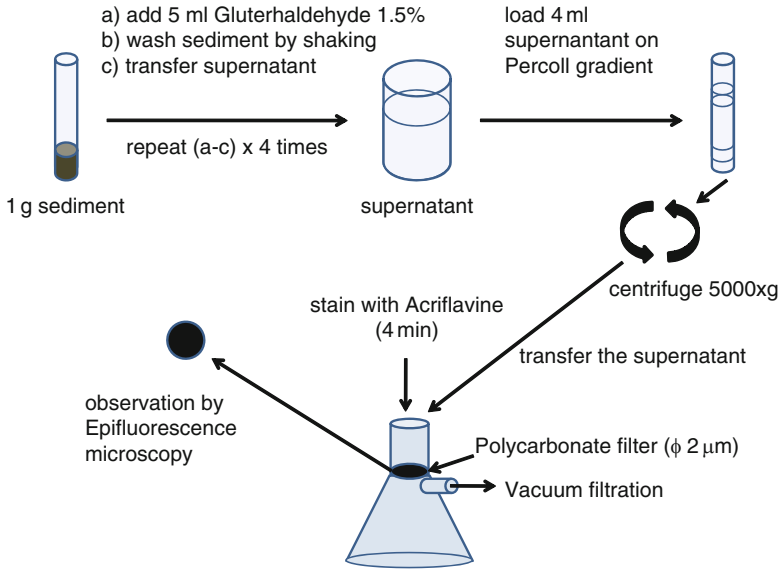 a) add 5 ml Gluterhaldehyde 1.5%
b) wash sediment by shaking
c) transfer supernatant
load 4 ml
supernantant on
Percoll gradient
repeat (a-c) x 4 times
1 g sediment
supernatant
centrifuge 5000xg
stain with Acriflavine
(4 min)
transfer the supernatant
observation by
Epifluorescence
microscopy
Polycarbonate filter (ϕ 2 μm)
Vacuum filtration